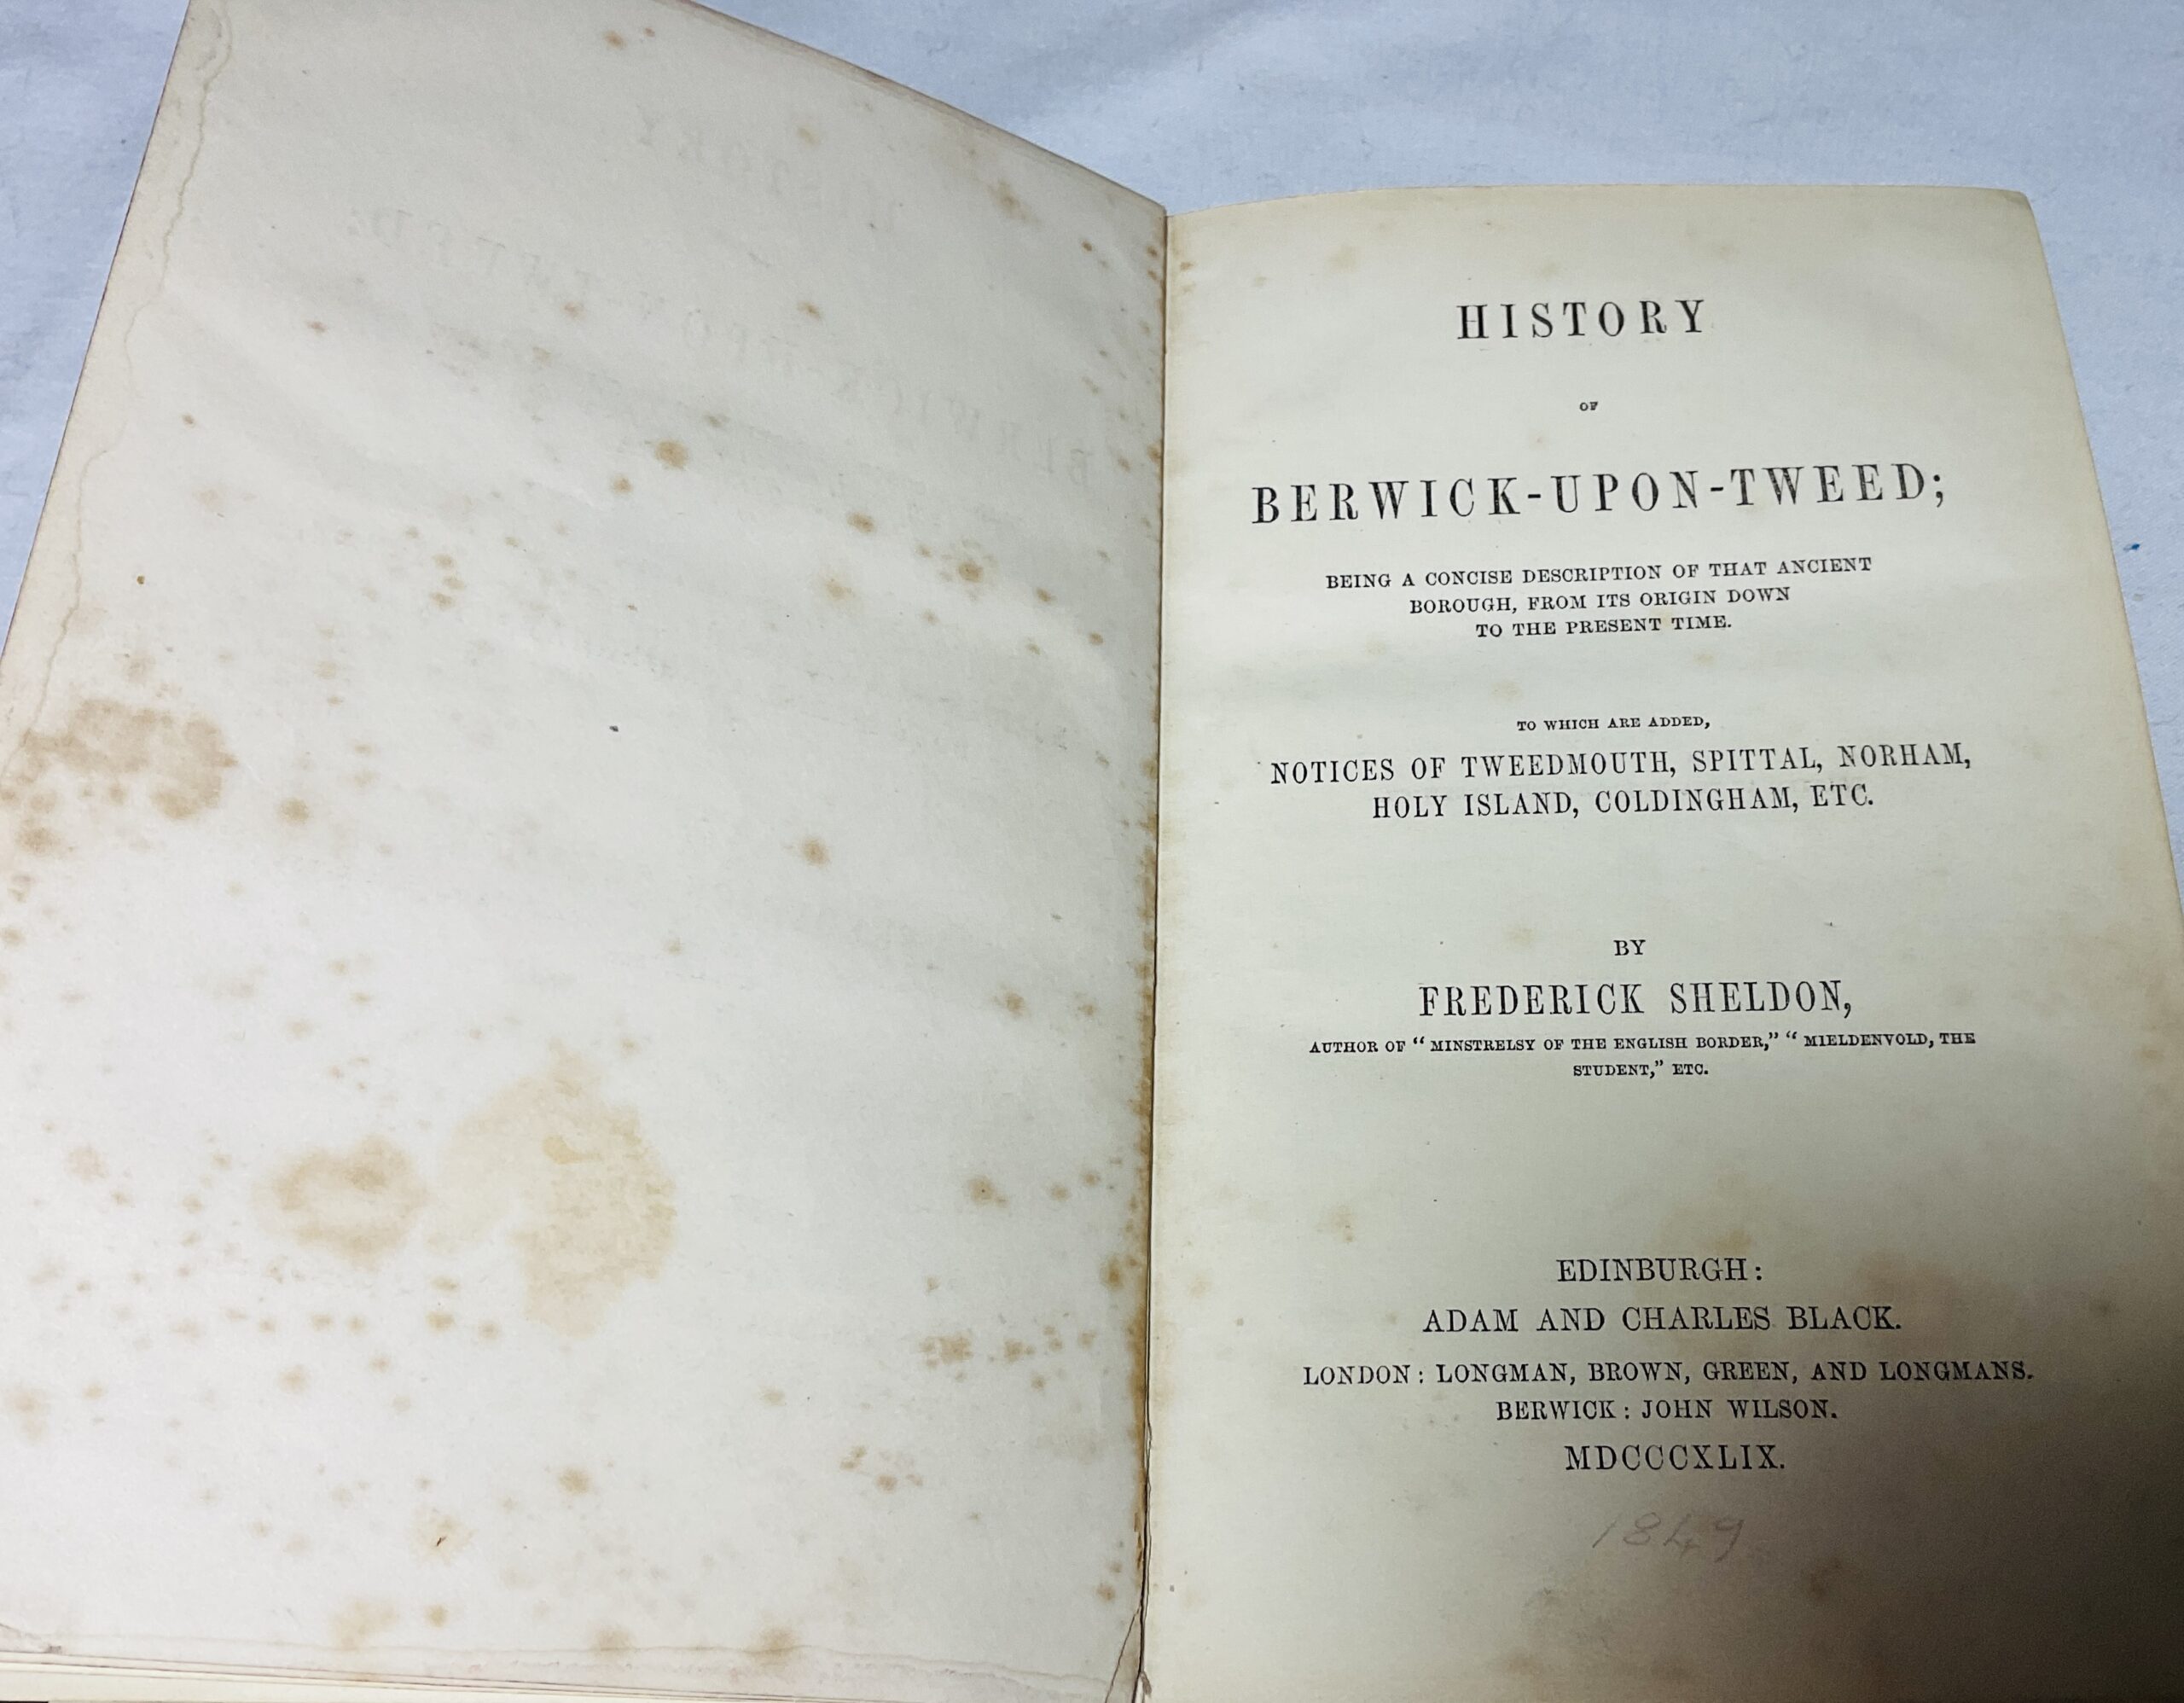 HISTORY
OF
BERWICK-UPON-TWEED;
BEING A CONCISE DESCRIPTION OF THAT ANCIENT
BOROUGH, FROM ITS ORIGIN DOWN
TO THE PRESENT TIME.
TO WHICH ARE ADDED,
NOTICES OF TWEEDMOUTH, SPITTAL, NORHAM,
HOLY ISLAND, COLDINGHAM, ETC.
BY
FREDERICK SHELDON,
AUTHOR OF “ MINSTRELSY OF THE ENGLISH BORDER,” “ MIELDENVOLD, THE
STUDENT,” ETC.
EDINBURGH:
ADAM AND CHARLES BLACK.
LONDON: LONGMAN, BROWN, GREEN, AND LONGMANS.
BERWICK: JOHN WILSON.
MDCCCXLIX.
1849